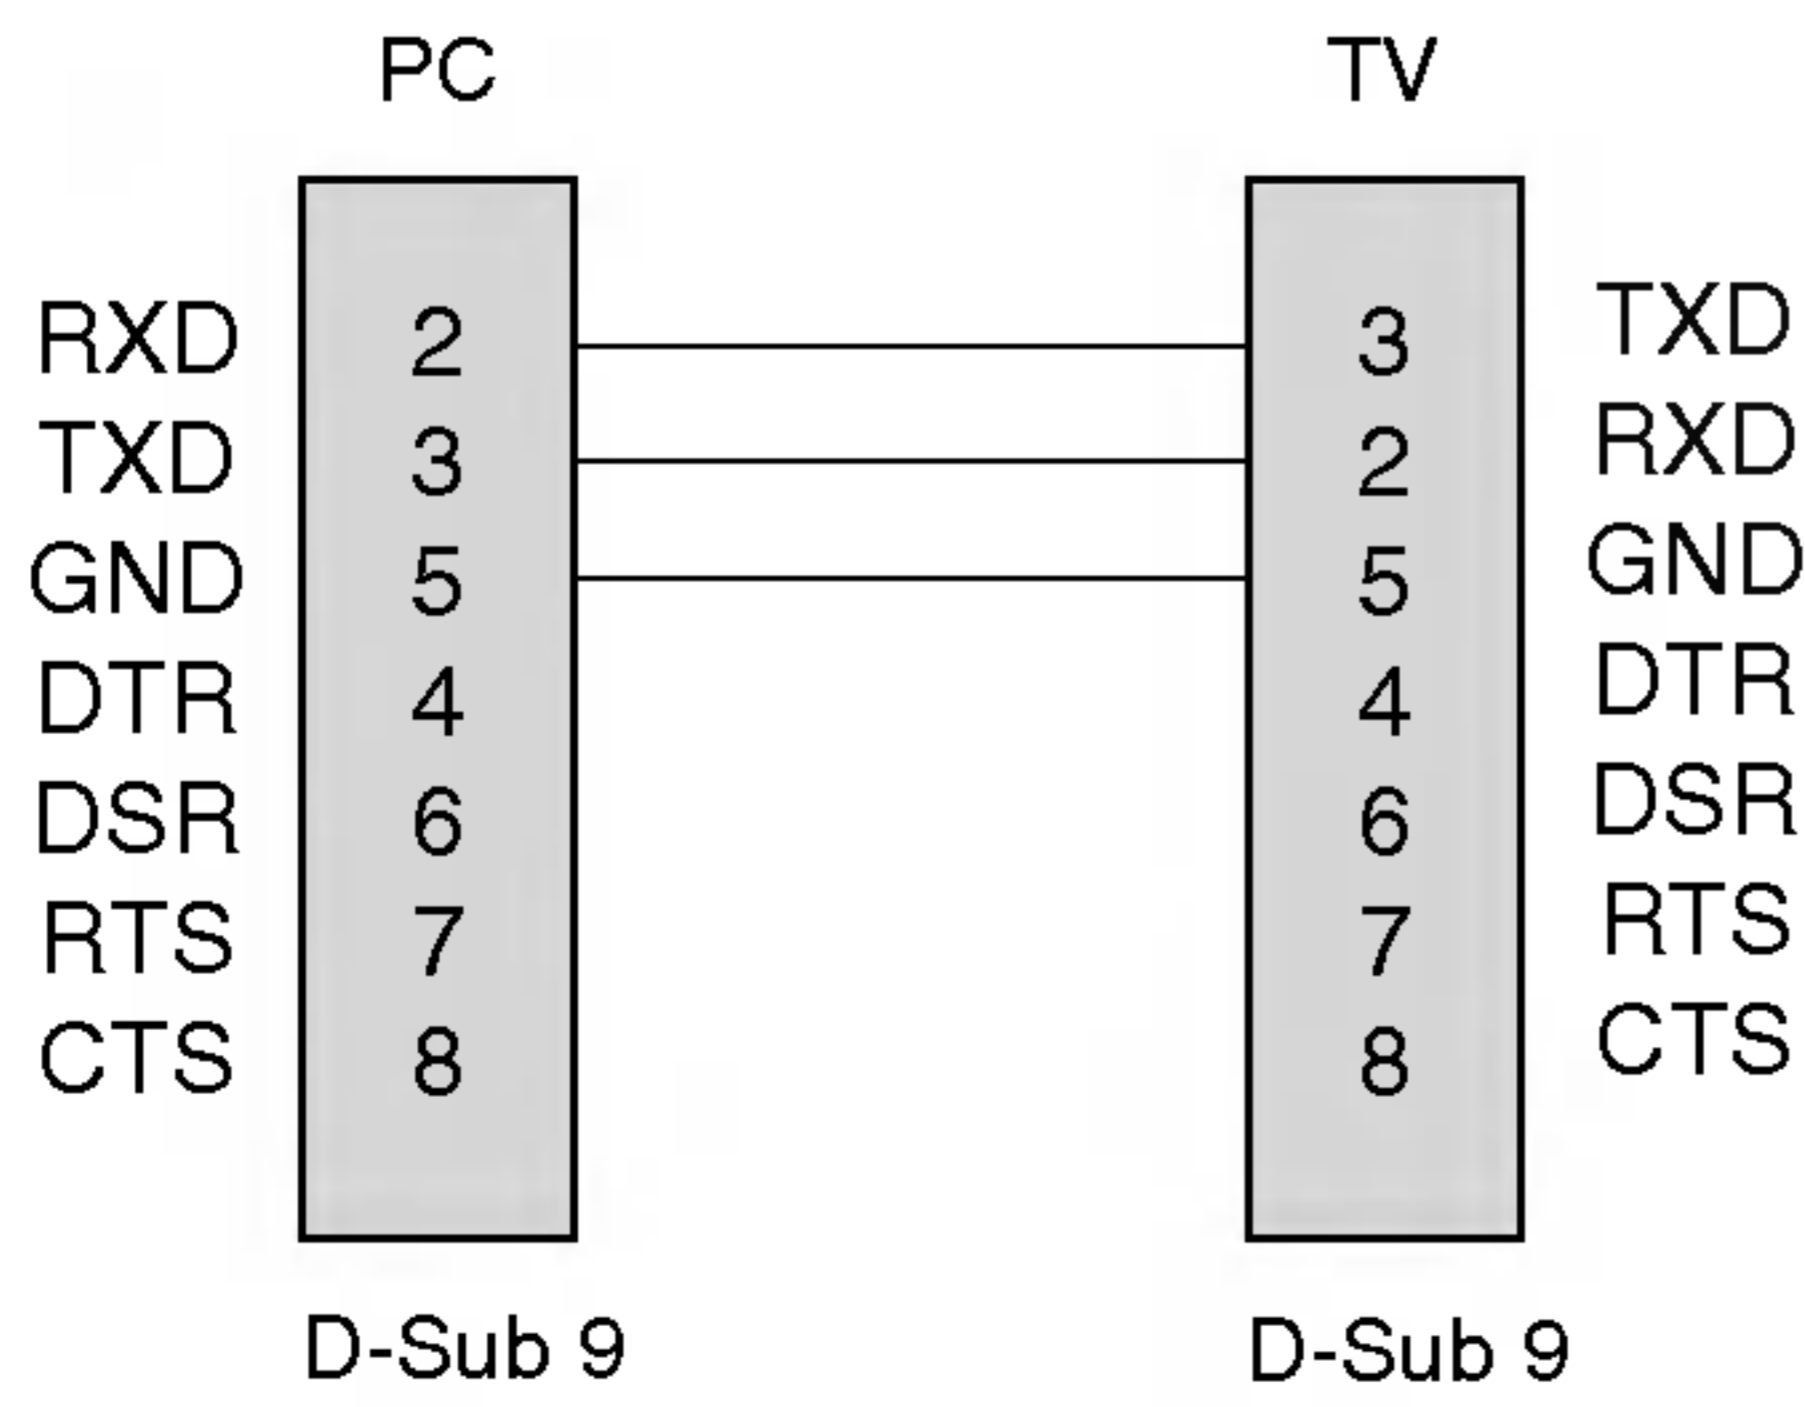 PC TV
RXD 2 3 TXD
TXD 3 2 RXD
GND 5 5 GND
DTR 4 4 DTR
DSR 6 6 DSR
RTS 7 7 RTS
CTS 8 8 CTS
D-Sub 9 D-Sub 9